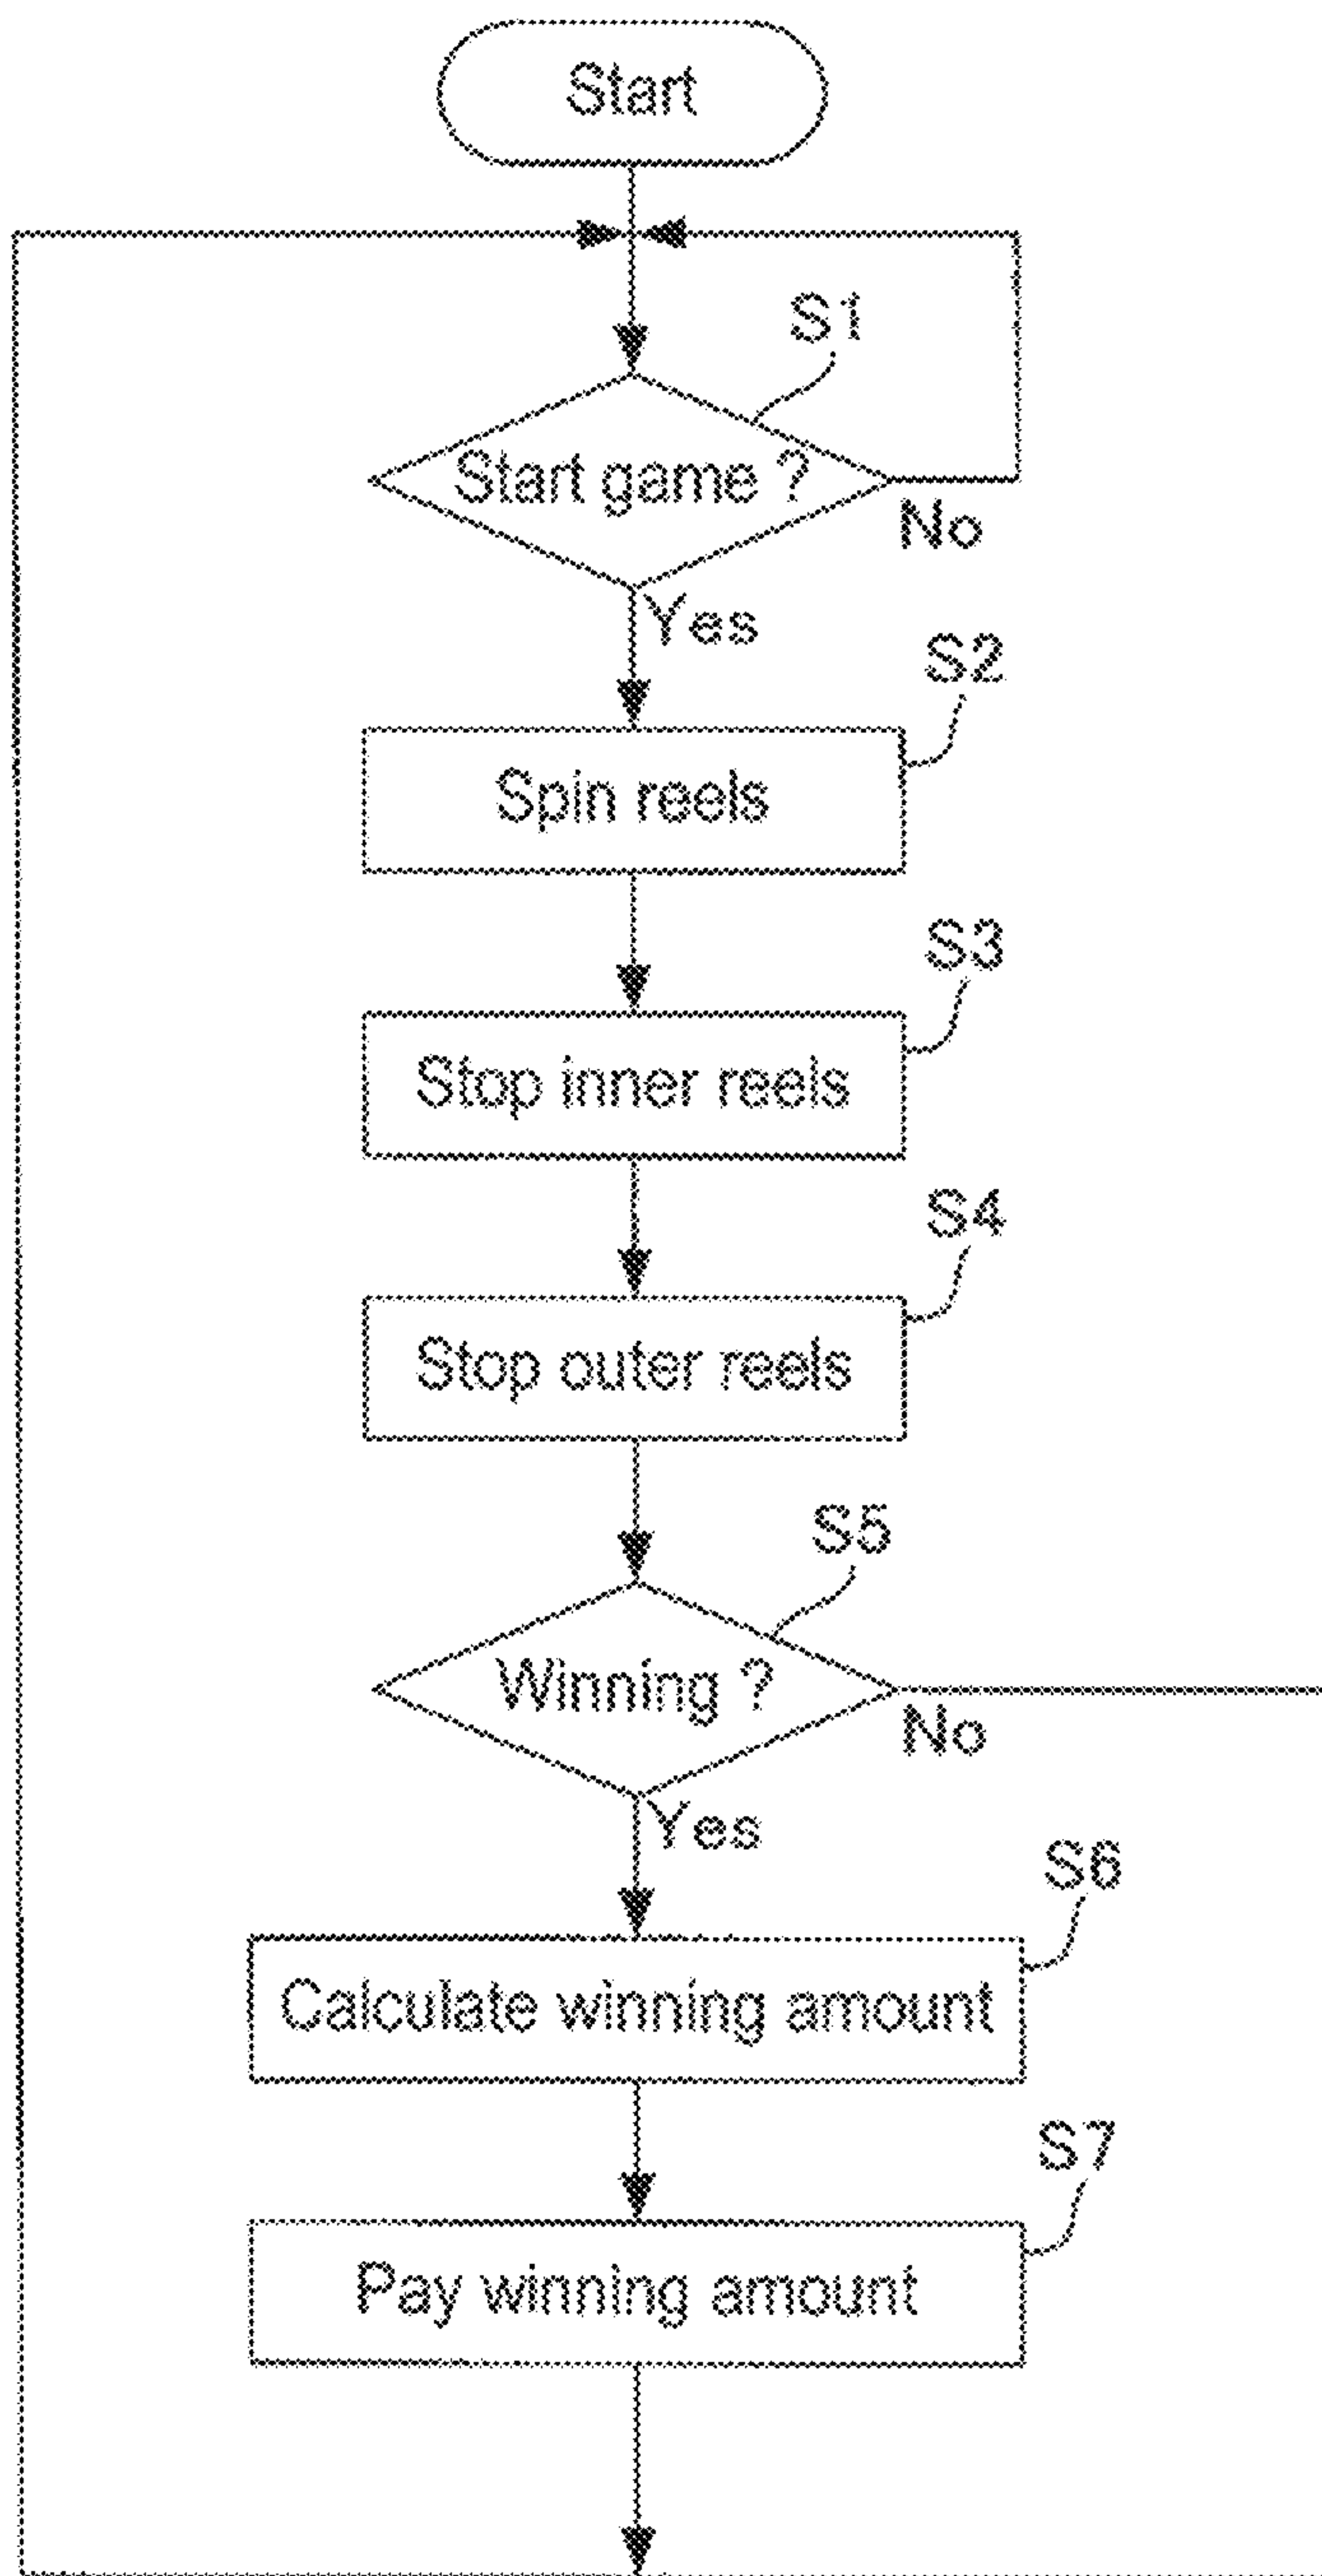 Start
S1
Start game ?
No
Yes
S2
Spin reels
S3
Stop inner reels
S4
Stop outer reels
S5
Winning ?
No
Yes
S6
Calculate winning amount
S7
Pay winning amount